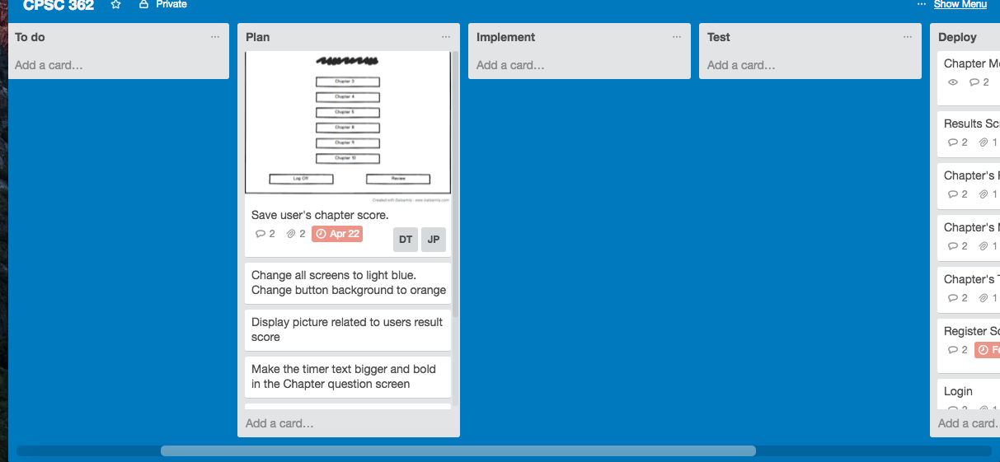 CPSC 362
Private
Show Menu
To do
Add a card…
Plan
Chapter 3
Chapter 4
Chapter 5
Chapter 8
Chapter 9
Chapter 10
Log Off
Review
Created with Balsamiq - www.balsamiq.com
Save user's chapter score.
2
2
Apr 22
DT
JP
Change all screens to light blue.
Change button background to orange
Display picture related to users result
score
Make the timer text bigger and bold
in the Chapter question screen
Add a card…
Implement
Add a card…
Test
Add a card…
Deploy
Chapter M
2
Results Sc
2
1
Chapter's
2
1
Chapter's
2
1
Chapter's
2
1
Register Sc
2
Login
2
1
Add a card.